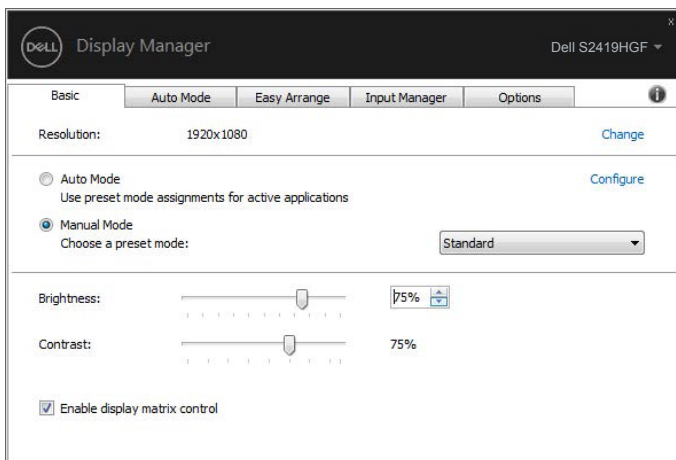 x
DELL Display Manager Dell S2419HGF
Basic Auto Mode Easy Arrange Input Manager Options i
Resolution: 1920x1080 Change
Auto Mode Configure
Use preset mode assignments for active applications
Manual Mode
Choose a preset mode: Standard
Brightness: 75%
Contrast: 75%
Enable display matrix control